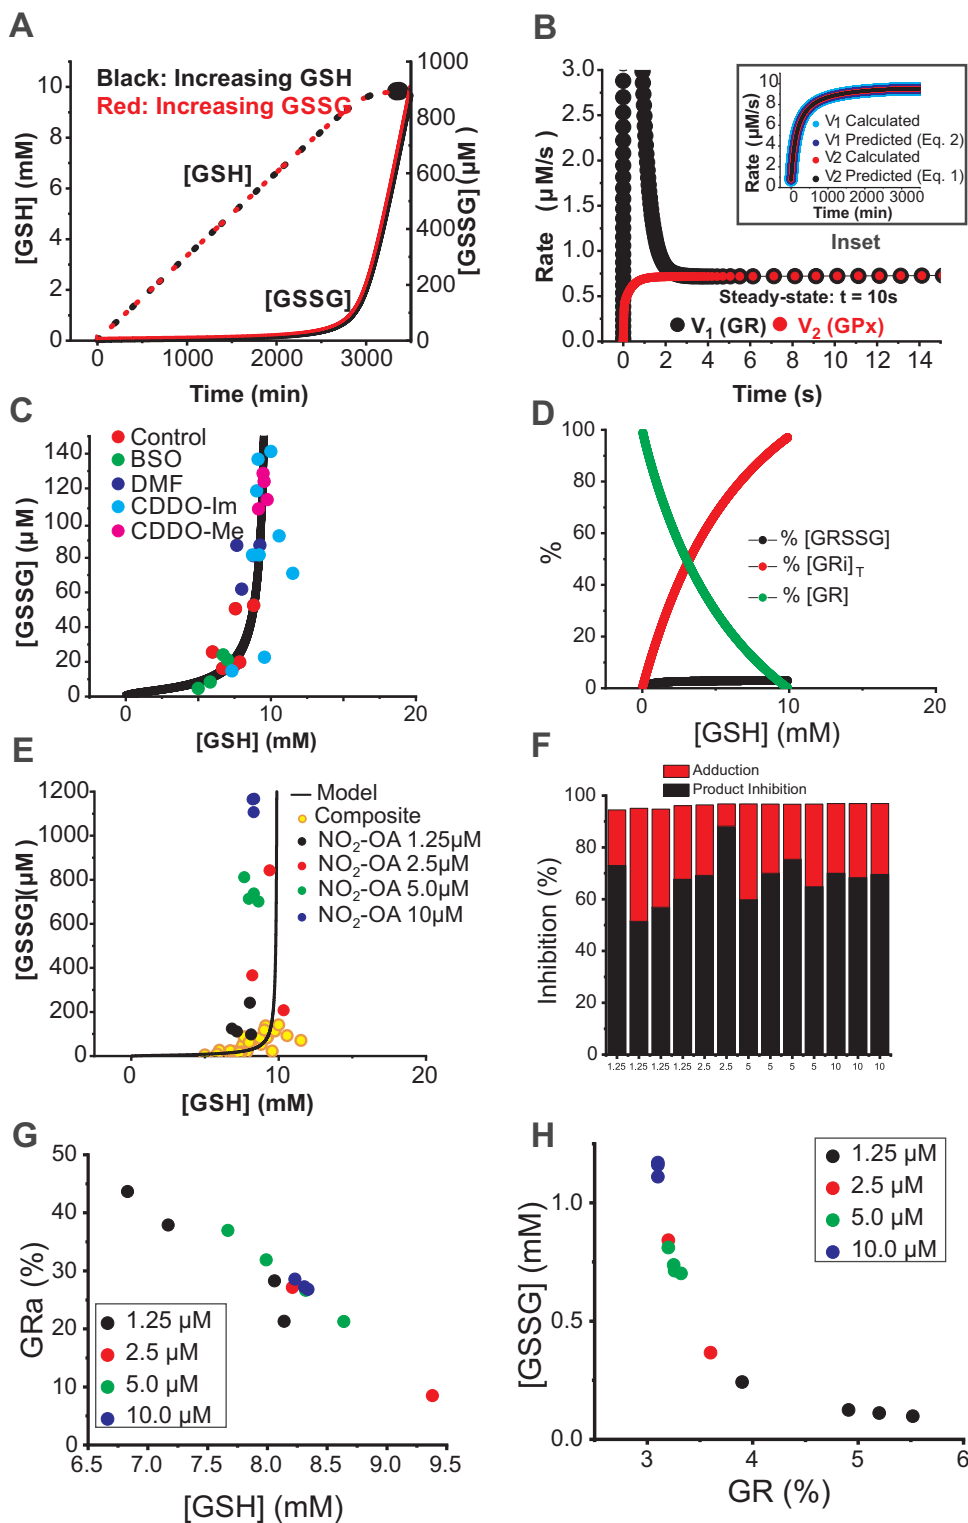 A
Black: Increasing GSH
Red: Increasing GSSG
[GSH]
[GSSG]
[GSH] (mM)
10
8
6
4
2
0
1000
800
600
400
200
0
[GSSG] (µM)
0 1000 2000 3000
Time (min)
B
Rate (µM/s)
3.0
2.5
2.0
1.5
1.0
0.5
0.0
Rate (µM/s)
10
8
6
4
2
0
V1 Calculated
V1 Predicted (Eq. 2)
V2 Calculated
V2 Predicted (Eq. 1)
0 1000 2000 3000
Time (min)
Inset
Steady-state: t = 10s
V1 (GR) V2 (GPx)
0 2 4 6 8 10 12 14
Time (s)
C
[GSSG] (µM)
140
120
100
80
60
40
20
0
Control
BSO
DMF
CDDO-Im
CDDO-Me
0 10 20
[GSH] (mM)
D
%
100
80
60
40
20
0
% [GRSSG]
% [GRi]T
% [GR]
0 10 20
[GSH] (mM)
E
[GSSG](µM)
1200
1000
800
600
400
200
0
Model
Composite
NO2-OA 1.25µM
NO2-OA 2.5µM
NO2-OA 5.0µM
NO2-OA 10µM
0 10 20
[GSH] (mM)
F
Adduction
Product Inhibition
Inhibition (%)
100
80
60
40
20
0
1.25 1.25 1.25 1.25 2.5 2.5 5 5 5 5 10 10 10
G
GRa (%)
50
40
30
20
10
0
1.25 µM
2.5 µM
5.0 µM
10.0 µM
6.5 7.0 7.5 8.0 8.5 9.0 9.5
[GSH] (mM)
H
[GSSG] (mM)
1.0
0.5
0.0
1.25 µM
2.5 µM
5.0 µM
10.0 µM
3 4 5 6
GR (%)